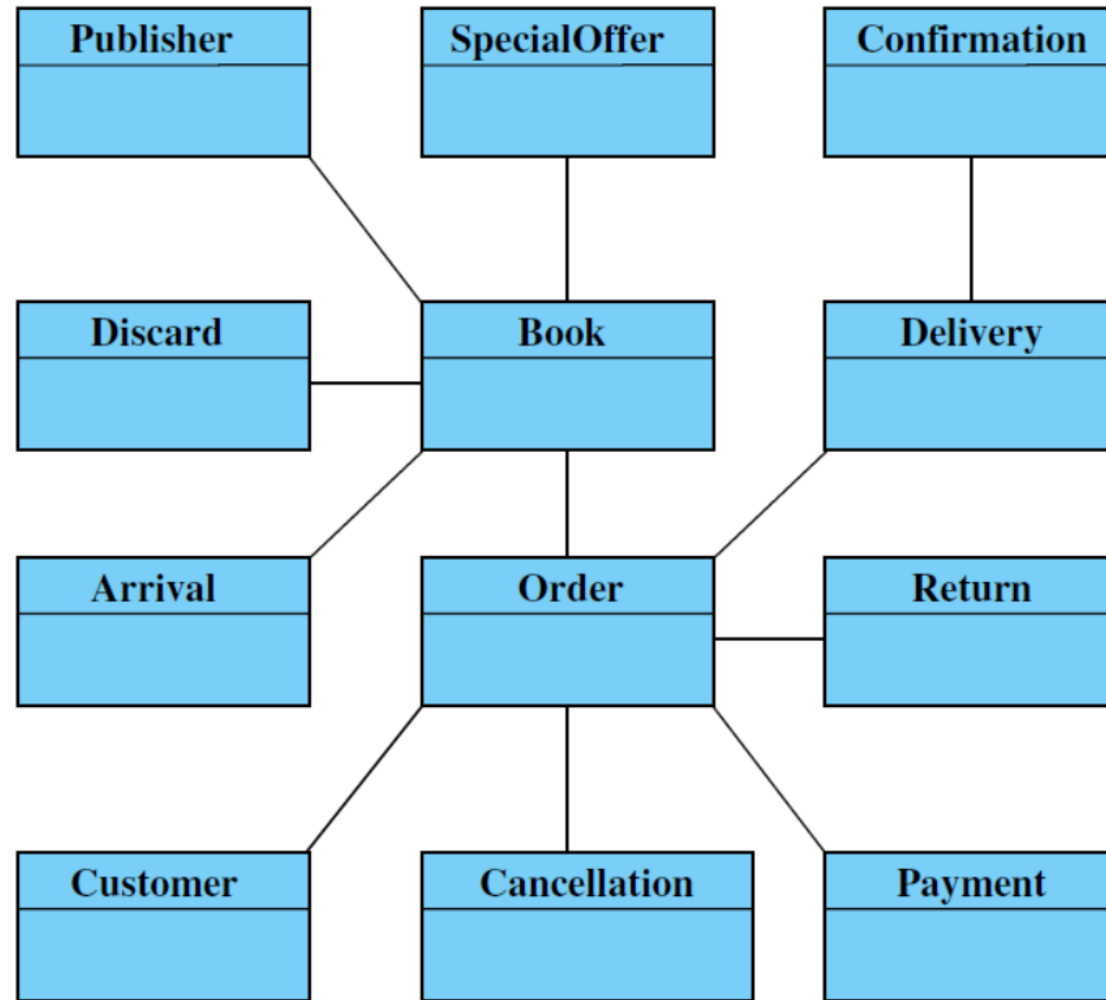 Publisher
SpecialOffer
Confirmation
Discard
Book
Delivery
Arrival
Order
Return
Customer
Cancellation
Payment